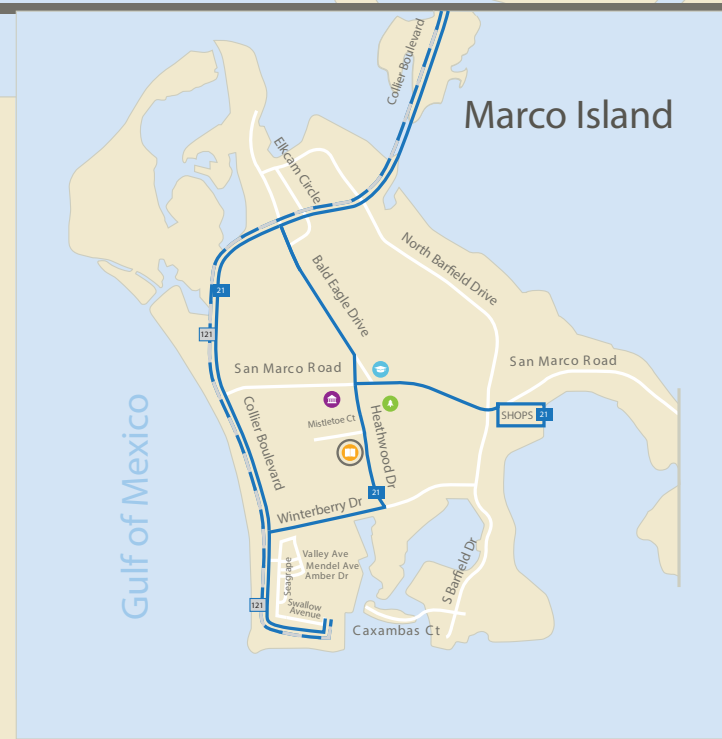 Collier Boulevard
Marco Island
Elkcam Circle
North Barfield Drive
Bald Eagle Drive
21
121
San Marco Road
San Marco Road
Mistletoe Ct
Heathwood Dr
SHOPS
21
Collier Boulevard
Gulf of Mexico
21
Winterberry Dr
Valley Ave
Mendel Ave
Amber Dr
Seagrape
S Barfield Dr
121
Swallow
Avenue
Caxambas Ct